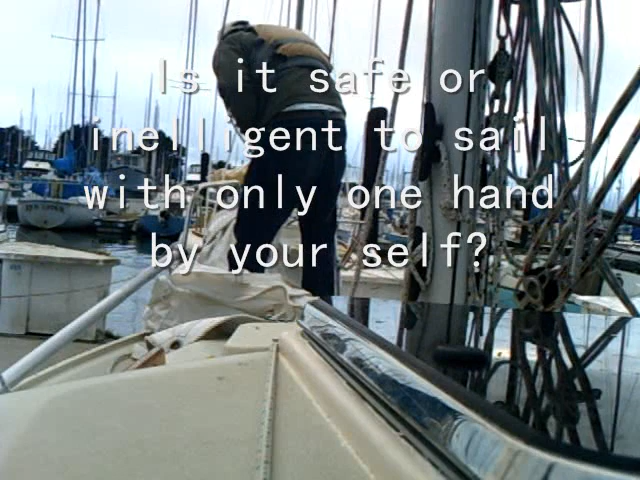 Is it safe or
inelligent to sail
with only one hand
by your self?